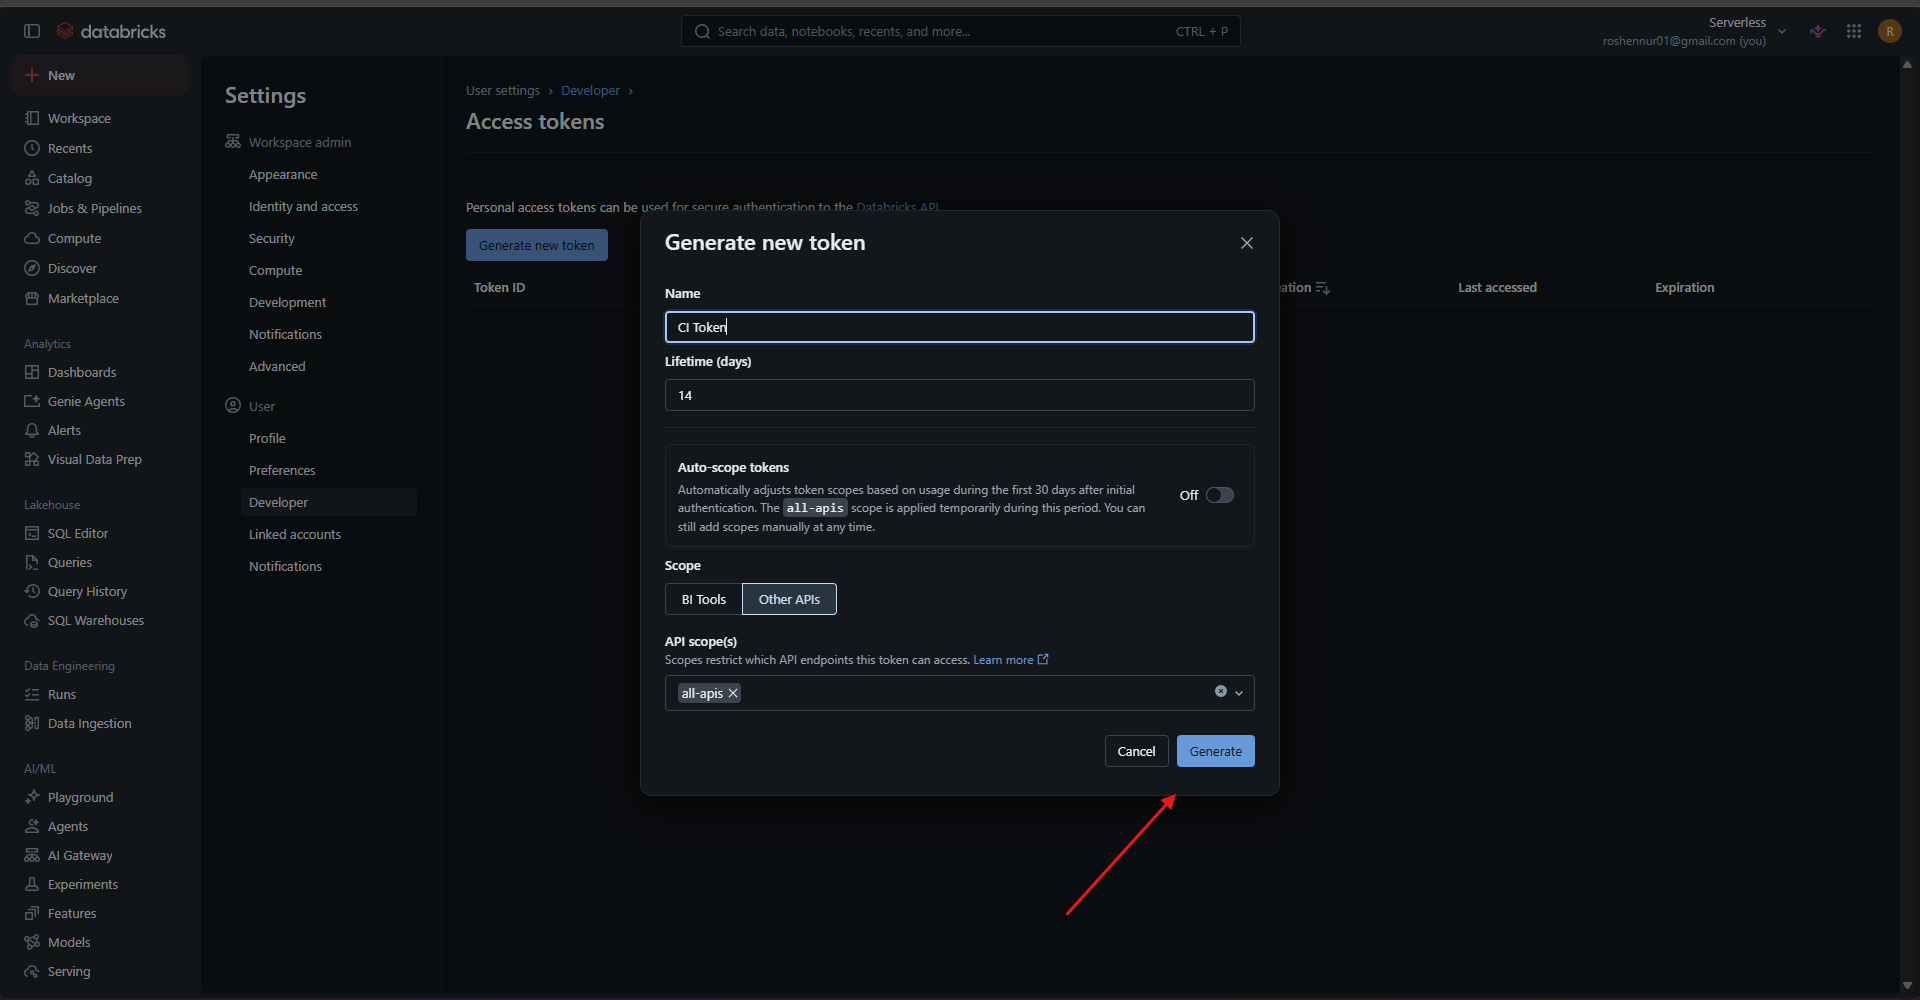 databricks
Search data, notebooks, recents, and more...
CTRL + P
Serverless
roshennur01@gmail.com (you)
R
New
Workspace
Recents
Catalog
Jobs & Pipelines
Compute
Discover
Marketplace
Analytics
Dashboards
Genie Agents
Alerts
Visual Data Prep
Lakehouse
SQL Editor
Queries
Query History
SQL Warehouses
Data Engineering
Runs
Data Ingestion
AI/ML
Playground
Agents
AI Gateway
Experiments
Features
Models
Serving
Settings
Workspace admin
Appearance
Identity and access
Security
Compute
Development
Notifications
Advanced
User
Profile
Preferences
Developer
Linked accounts
Notifications
User settings › Developer ›
Access tokens
Personal access tokens can be used for secure authentication to the Databricks API
Generate new token
Token ID
Last accessed
Expiration
Generate new token
Name
CI Token
Lifetime (days)
14
Auto-scope tokens
Automatically adjusts token scopes based on usage during the first 30 days after initial
authentication. The all-apis scope is applied temporarily during this period. You can
still add scopes manually at any time.
Off
Scope
BI Tools
Other APIs
API scope(s)
Scopes restrict which API endpoints this token can access. Learn more
all-apis
Cancel
Generate